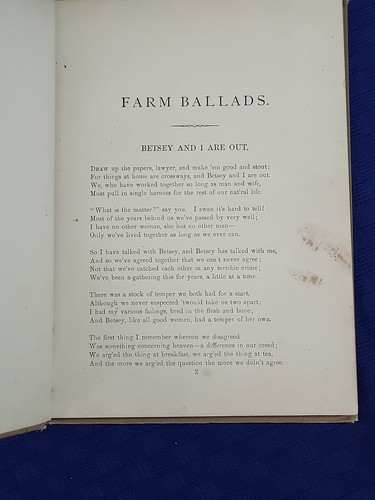 FARM BALLADS.
BETSEY AND I ARE OUT.
DRAW up the papers, lawyer, and make 'em good and stout;
For things at home are crossways, and Betsey and I are out.
We, who have worked together so long as man and wife,
Must pull in single harness for the rest of our nat'ral life.
"What is the matter?" say you. I swan it's hard to tell!
Most of the years behind us we've passed by very well;
I have no other woman, she has no other man—
Only we've lived together as long as we ever can.
So I have talked with Betsey, and Betsey has talked with me,
And so we've agreed together that we can't never agree;
Not that we've catched each other in any terrible crime;
We've been a-gathering this for years, a little at a time.
There was a stock of temper we both had for a start,
Although we never suspected 'twould take us two apart;
I had my various failings, bred in the flesh and bone;
And Betsey, like all good women, had a temper of her own.
The first thing I remember whereon we disagreed
Was something concerning heaven—a difference in our creed;
We arg'ed the thing at breakfast, we arg'ed the thing at tea,
And the more we arg'ed the question the more we didn't agree.
2